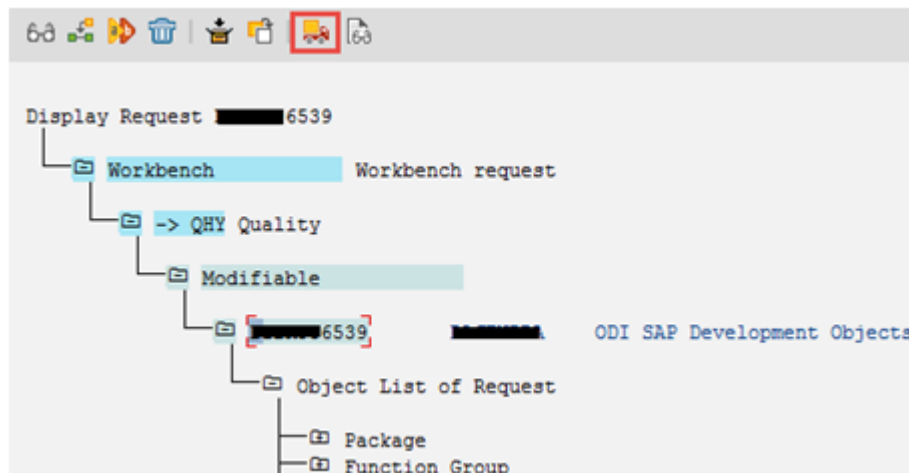 Display Request 6539
Workbench Workbench request
-> QHY Quality
Modifiable
6539 ODI SAP Development Objects
Object List of Request
Package
Function Group